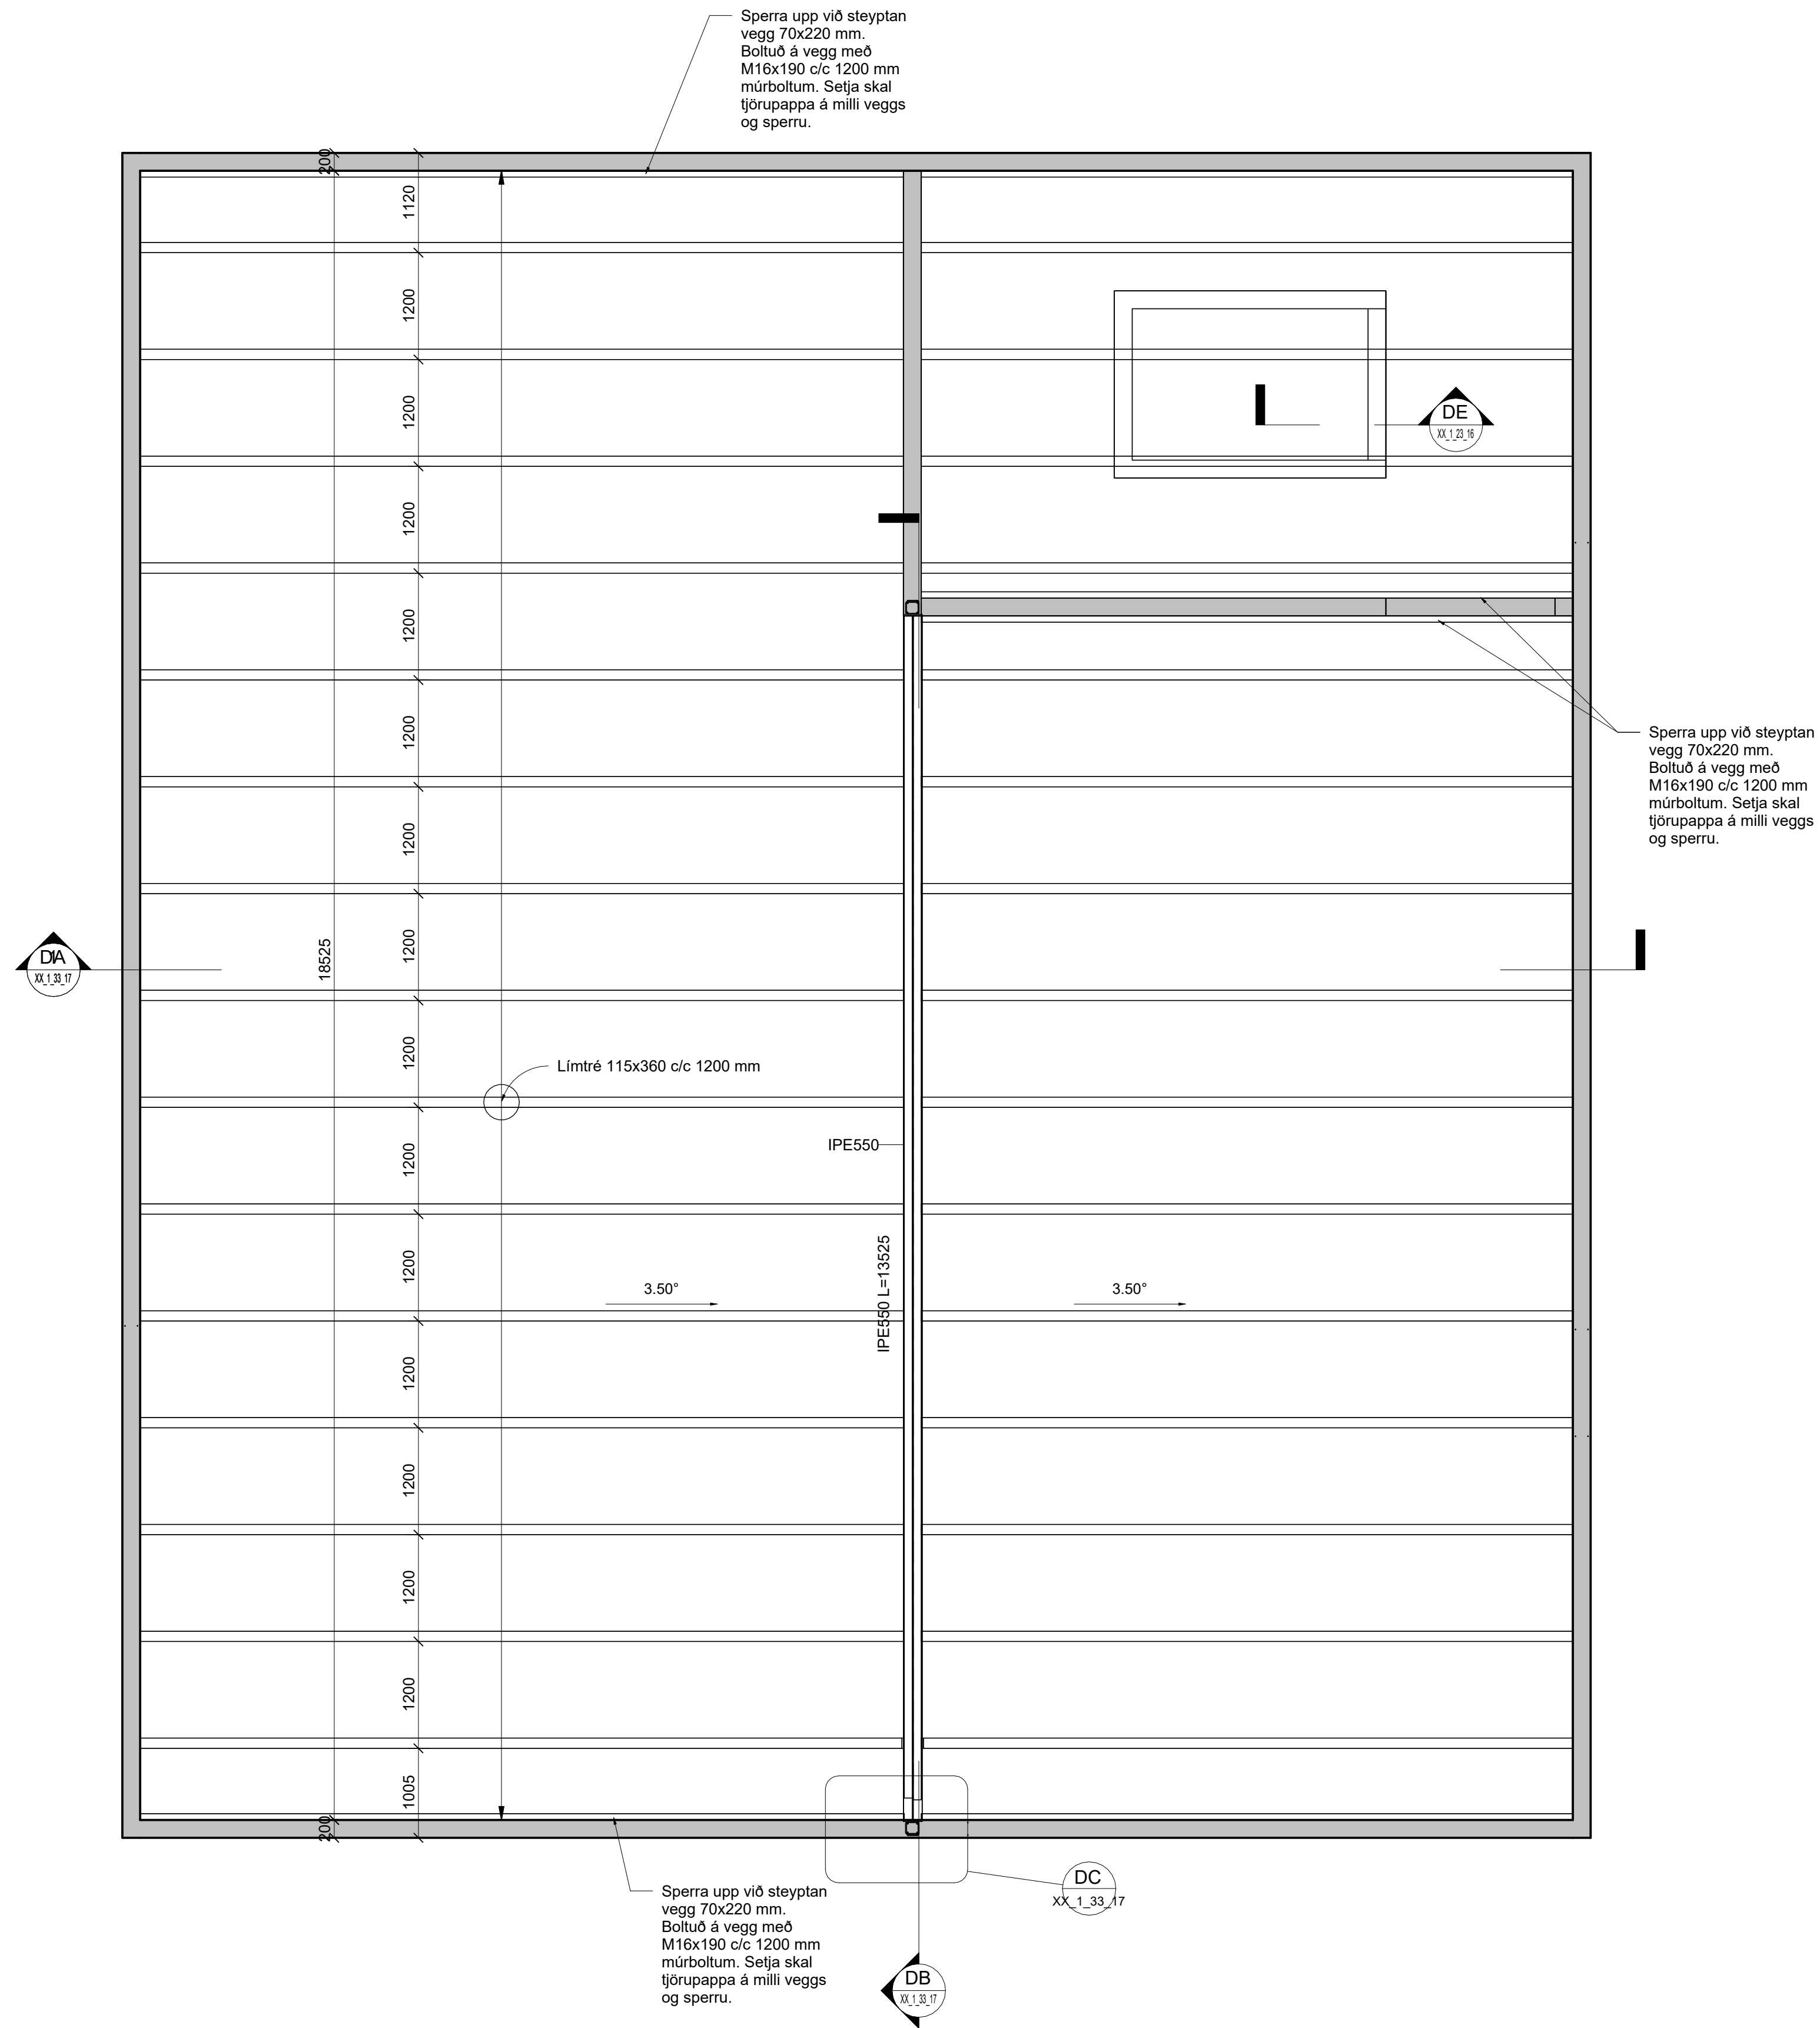 Sperra upp við steyptan
vegg 70x220 mm.
Boltuð á vegg með
M16x190 c/c 1200 mm
múrboltum. Setja skal
tjörupappa á milli veggs
og sperru.
200
1120
1200
1200
DE
XX_1_23_16
1200
1200
1200
Sperra upp við steyptan
vegg 70x220 mm.
Boltuð á vegg með
M16x190 c/c 1200 mm
múrboltum. Setja skal
tjörupappa á milli veggs
og sperru.
1200
18525
1200
D1A
XX_1_33_17
1200
Límtré 115x360 c/c 1200 mm
IPE550
1200
1200
IPE550 L=13525
3.50°
3.50°
1200
1200
1200
1200
1005
200
DC
XX_1_33_17
Sperra upp við steyptan
vegg 70x220 mm.
Boltuð á vegg með
M16x190 c/c 1200 mm
múrboltum. Setja skal
tjörupappa á milli veggs
og sperru.
DB
XX_1_33_17